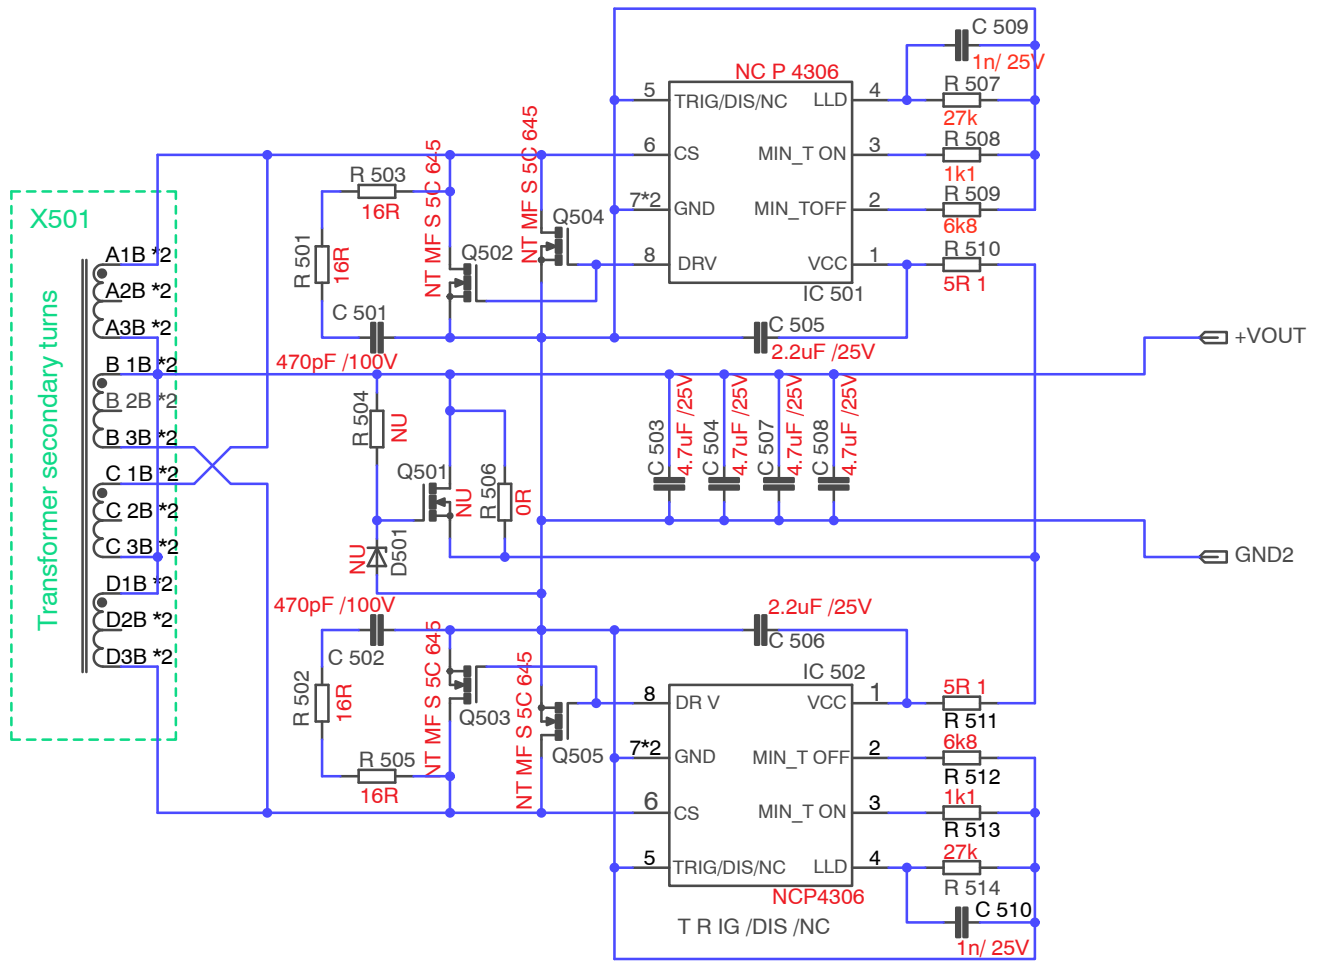 C 509
1n/ 25V
NC P 4306
5
TRIG/DIS/NC
LLD
4
R 507
27k
6
CS
MIN_T ON
3
R 508
1k1
7*2
GND
MIN_TOFF
2
R 509
6k8
8
DRV
VCC
1
R 510
5R 1
IC 501
NT MF S 5C 645
NT MF S 5C 645
R 503
16R
Q504
Q502
R 501
16R
C 501
470pF /100V
C 505
2.2uF /25V
X501
Transformer secondary turns
A1B *2
A2B *2
A3B *2
B 1B *2
B 2B *2
B 3B *2
C 1B *2
C 2B *2
C 3B *2
D1B *2
D2B *2
D3B *2
+VOUT
R 504
NU
Q501
NU
R 506
0R
NU
D501
C 503
4.7uF /25V
C 504
4.7uF /25V
C 507
4.7uF /25V
C 508
4.7uF /25V
GND2
470pF /100V
C 502
2.2uF /25V
C 506
R 502
16R
R 505
16R
NT MF S 5C 645
Q503
NT MF S 5C 645
Q505
IC 502
8
DR V
VCC
1
5R 1
R 511
7*2
GND
MIN_T OFF
2
6k8
R 512
6
CS
MIN_T ON
3
1k1
R 513
5
TRIG/DIS/NC
LLD
4
27k
R 514
NCP4306
C 510
T R IG /DIS /NC
1n/ 25V